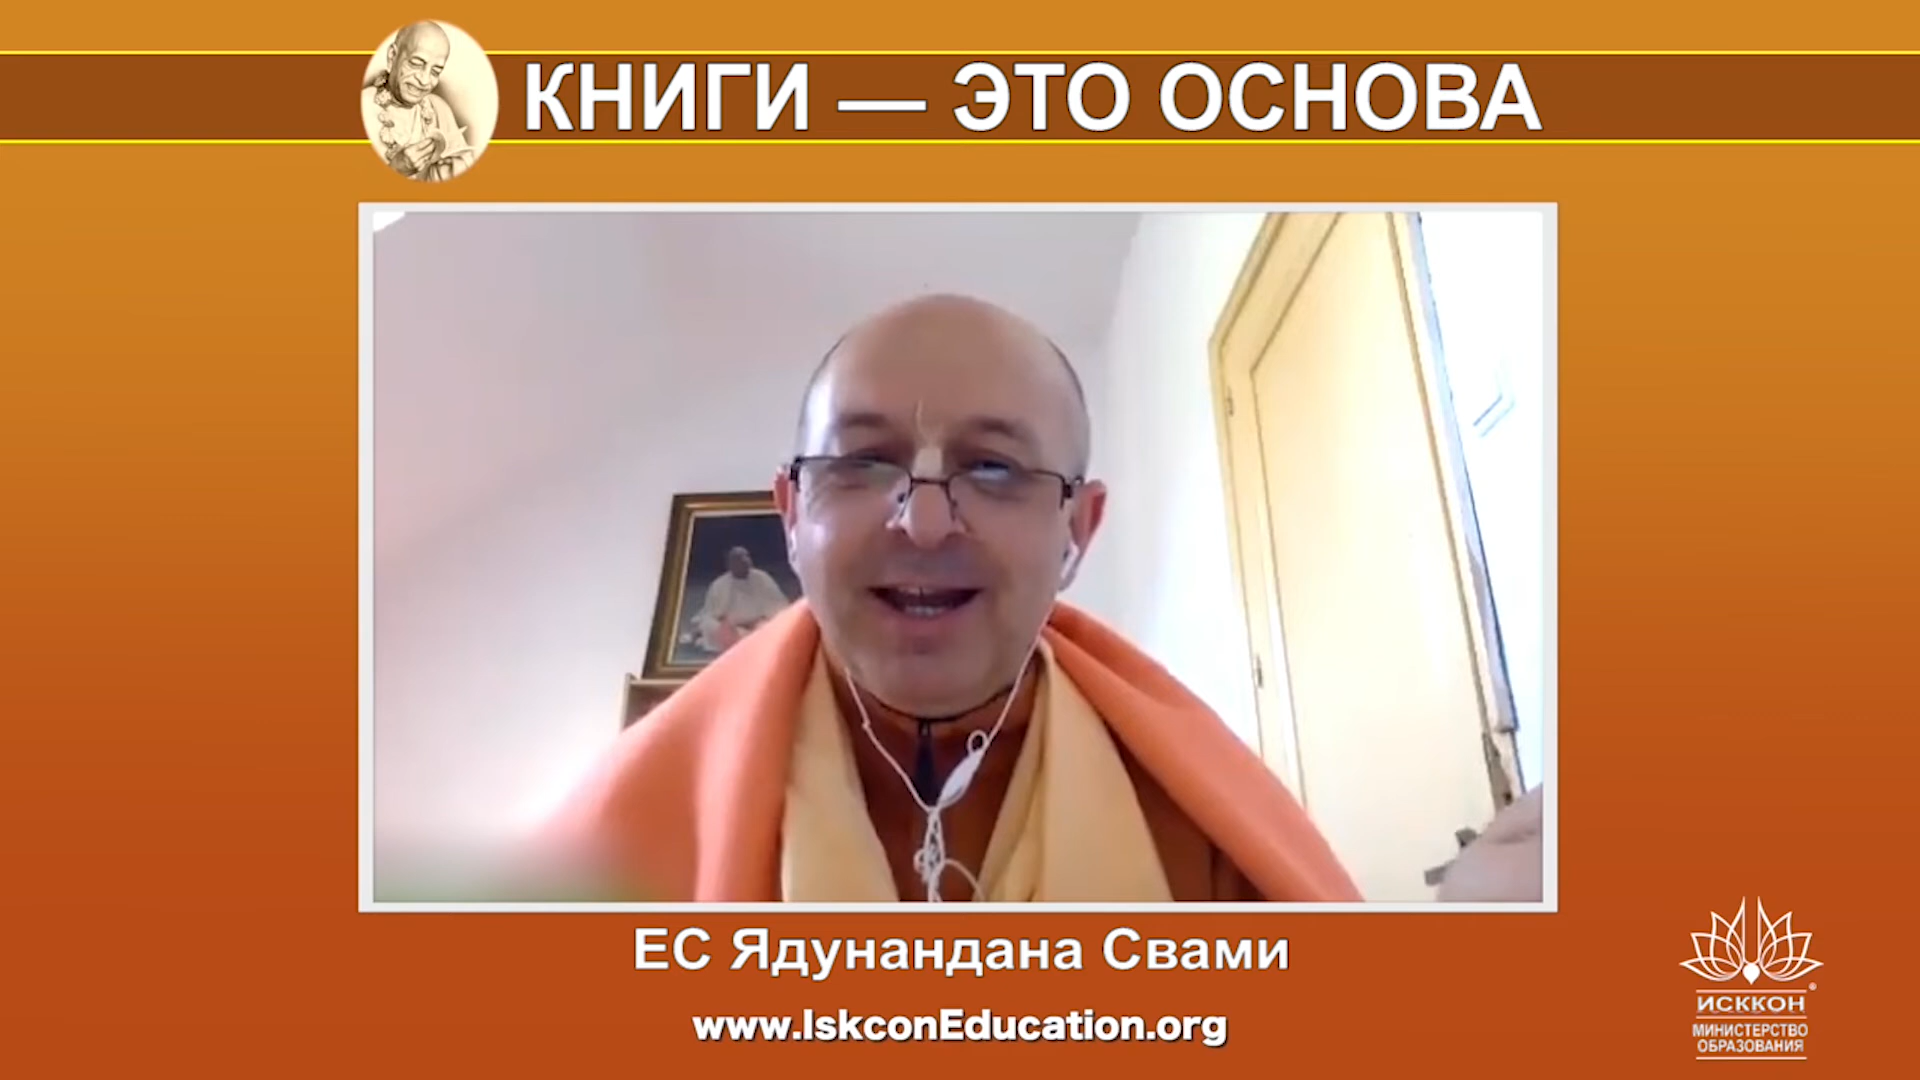 КНИГИ — ЭТО ОСНОВА
ЕС Ядунандана Свами
www.IskconEducation.org
ИСККОН®
МИНИСТЕРСТВО
ОБРАЗОВАНИЯ